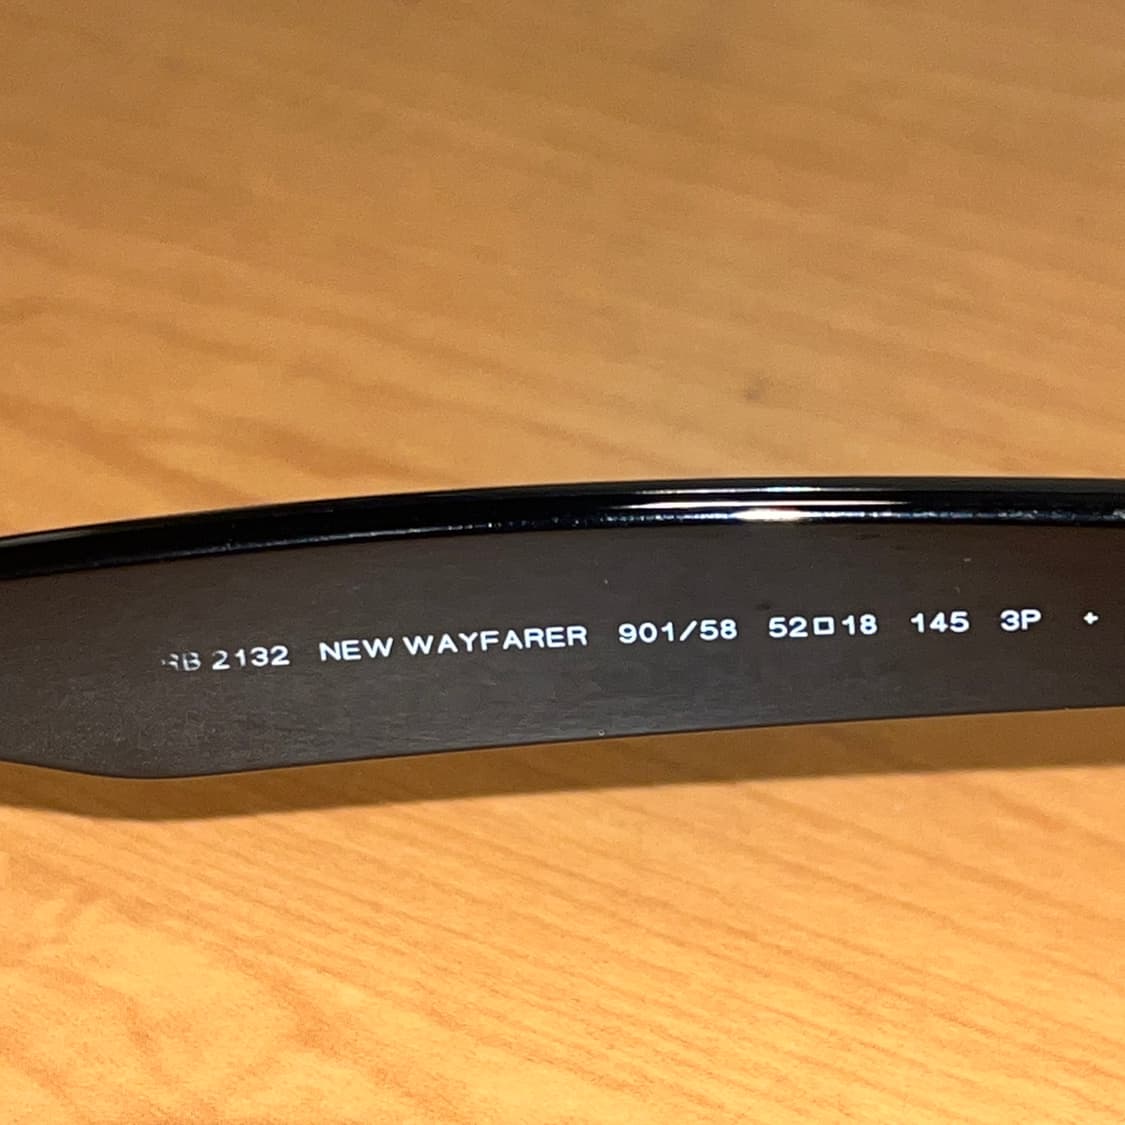 RB 2132 NEW WAYFARER 901/58 52□18 145 3P +